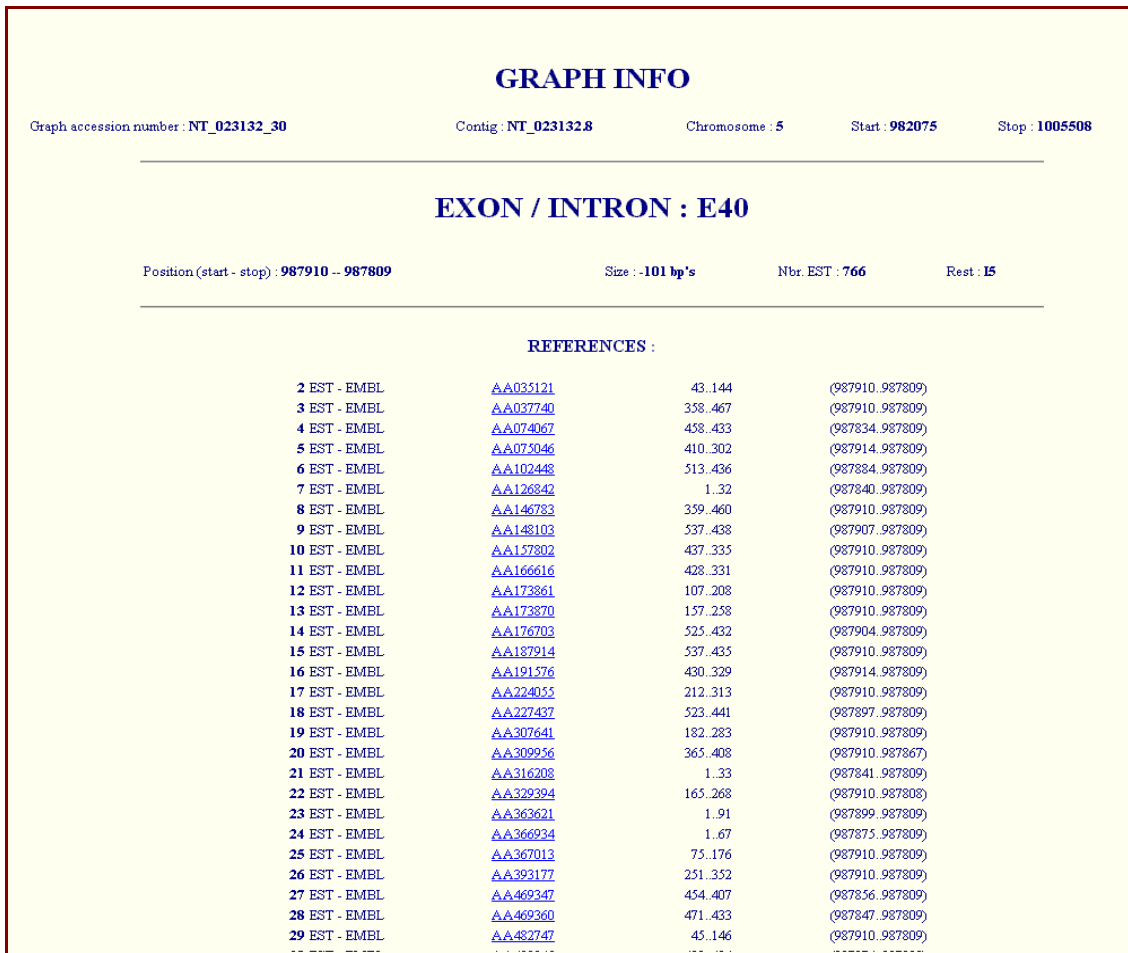 GRAPH INFO
Graph accession number : NT_023132_30 Contig : NT_023132.8 Chromosome : 5 Start : 982075 Stop : 1005508
EXON / INTRON : E40
Position (start - stop) : 987910 -- 987809 Size : -101 bp's Nbr. EST : 766 Rest : I5
REFERENCES :
2 EST - EMBL AA035121 43..144 (987910..987809)
3 EST - EMBL AA037740 358..467 (987910..987809)
4 EST - EMBL AA074067 458..433 (987834..987809)
5 EST - EMBL AA075046 410..302 (987914..987809)
6 EST - EMBL AA102448 513..436 (987884..987809)
7 EST - EMBL AA126842 1..32 (987840..987809)
8 EST - EMBL AA146783 359..460 (987910..987809)
9 EST - EMBL AA148103 537..438 (987907..987809)
10 EST - EMBL AA157802 437..335 (987910..987809)
11 EST - EMBL AA166616 428..331 (987910..987809)
12 EST - EMBL AA173861 107..208 (987910..987809)
13 EST - EMBL AA173870 157..258 (987910..987809)
14 EST - EMBL AA176703 525..432 (987904..987809)
15 EST - EMBL AA187914 537..435 (987910..987809)
16 EST - EMBL AA191576 430..329 (987914..987809)
17 EST - EMBL AA224055 212..313 (987910..987809)
18 EST - EMBL AA227437 523..441 (987897..987809)
19 EST - EMBL AA307641 182..283 (987910..987809)
20 EST - EMBL AA309956 365..408 (987910..987867)
21 EST - EMBL AA316208 1..33 (987841..987809)
22 EST - EMBL AA329394 165..268 (987910..987808)
23 EST - EMBL AA363621 1..91 (987899..987809)
24 EST - EMBL AA366934 1..67 (987875..987809)
25 EST - EMBL AA367013 75..176 (987910..987809)
26 EST - EMBL AA393177 251..352 (987910..987809)
27 EST - EMBL AA469347 454..407 (987856..987809)
28 EST - EMBL AA469360 471..433 (987847..987809)
29 EST - EMBL AA482747 45..146 (987910..987809)